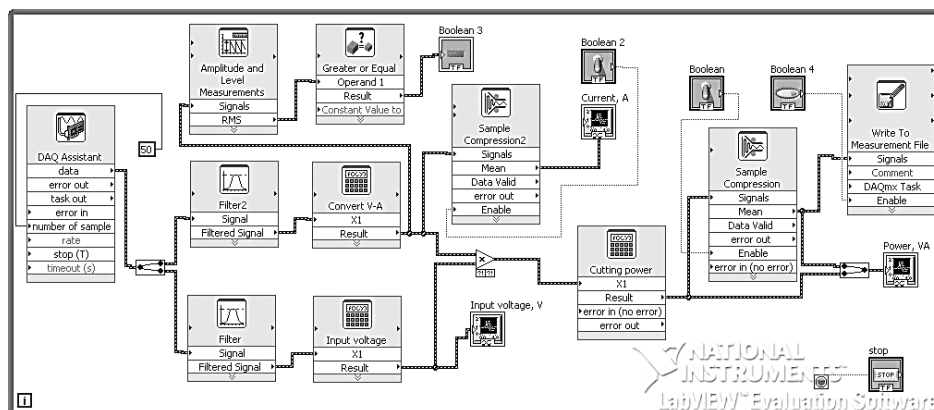 Amplitude and
Level
Measurements
Signals
RMS
Greater or Equal
Operand 1
Result
Constant Value to
Boolean 3
TF
Boolean 2
TF
Current, A
Boolean
TF
Boolean 4
TF
Write To
Measurement File
Signals
Comment
DAQmx Task
Enable
DAQ Assistant
data
error out
task out
error in
number of sample
rate
stop (T)
timeout (s)
50
Sample
Compression2
Signals
Mean
Data Valid
error out
Enable
Sample
Compression
Signals
Mean
Data Valid
error out
Enable
error in (no error)
Filter2
Signal
Filtered Signal
Convert V-A
X1
Result
Cutting power
X1
Result
error in (no error)
error out
Power, VA
Filter
Signal
Filtered Signal
Input voltage
X1
Result
Input voltage, V
stop
STOP
TF
NATIONAL
INSTRUMENTS
LabVIEW Evaluation Software
i